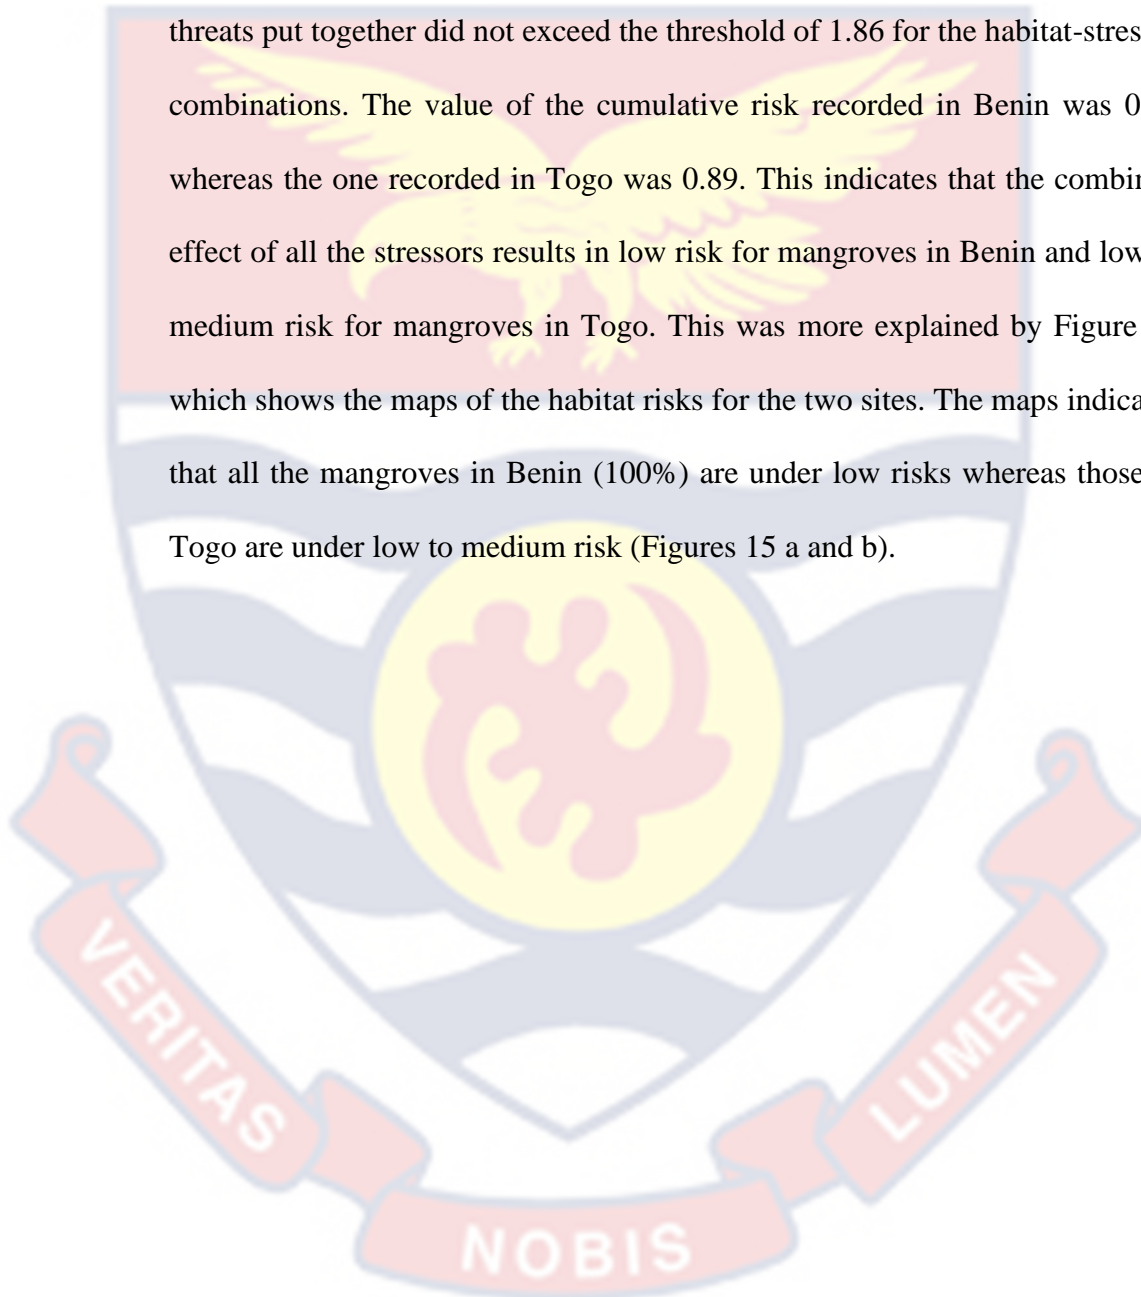 threats put together did not exceed the threshold of 1.86 for the habitat-stres
combinations. The value of the cumulative risk recorded in Benin was 0
whereas the one recorded in Togo was 0.89. This indicates that the combin
effect of all the stressors results in low risk for mangroves in Benin and low
medium risk for mangroves in Togo. This was more explained by Figure
which shows the maps of the habitat risks for the two sites. The maps indica
that all the mangroves in Benin (100%) are under low risks whereas those
Togo are under low to medium risk (Figures 15 a and b).
VERITAS
NOBIS
LUMEN